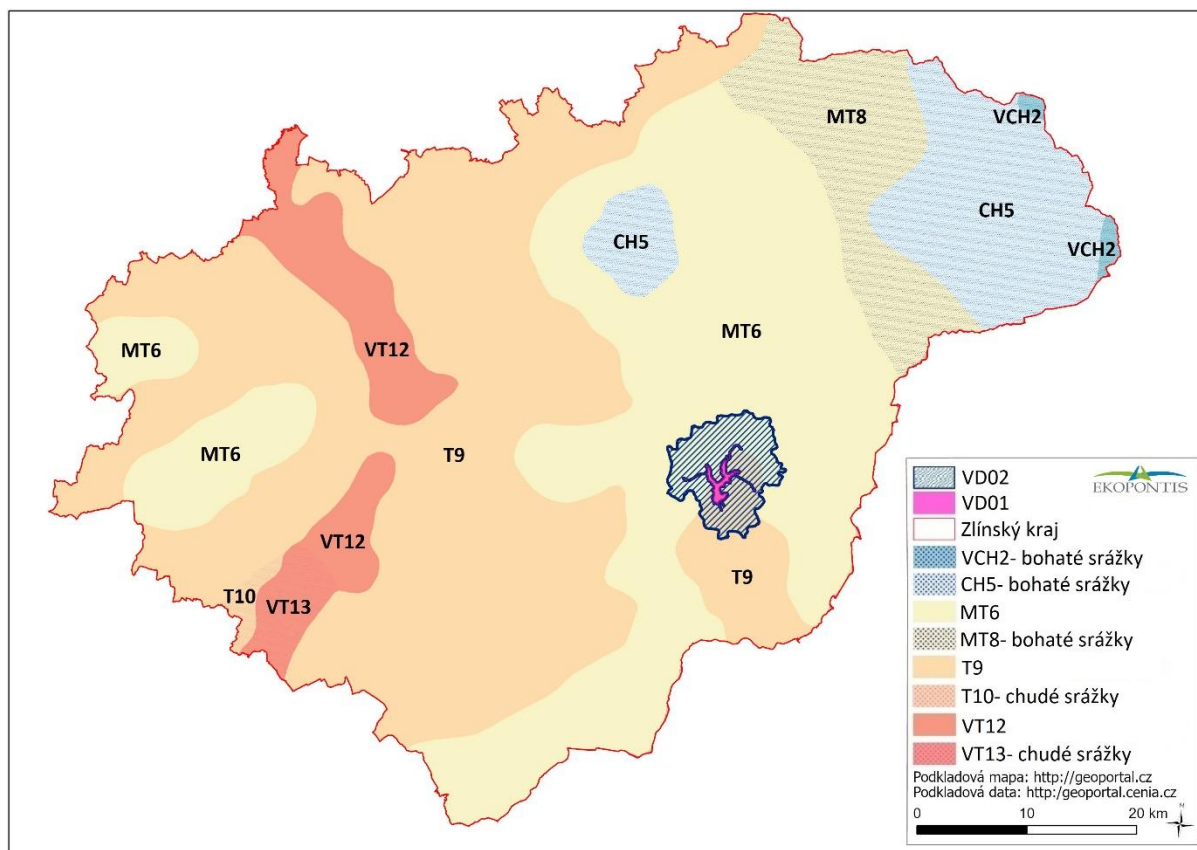 MT8
VCH2
CH5
VCH2
CH5
MT6
MT6
VT12
MT6
T9
VT12
T10
VT13
T9
EKOPONTIS
VD02
VD01
Zlínský kraj
VCH2- bohaté srážky
CH5- bohaté srážky
MT6
MT8- bohaté srážky
T9
T10- chudé srážky
VT12
VT13- chudé srážky
Podkladová mapa: http://geoportal.cz
Podkladová data: http:/geoportal.cenia.cz
0 10 20 km
N